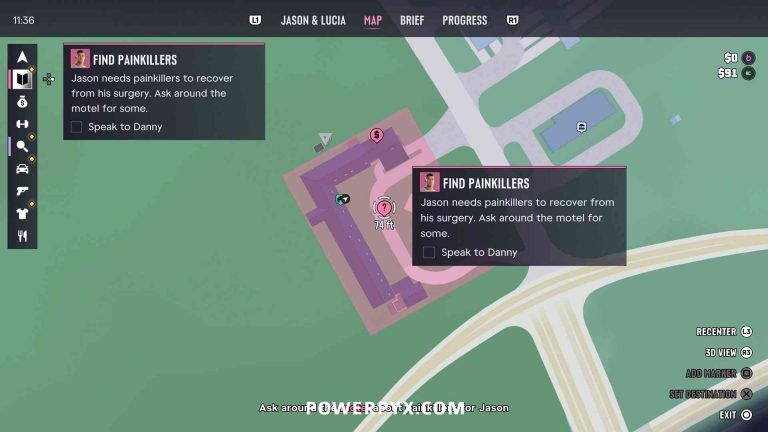 11:36
L1
JASON & LUCIA
MAP
BRIEF
PROGRESS
R1
$0
$91
FIND PAINKILLERS
Jason needs painkillers to recover
from his surgery. Ask around the
motel for some.
Speak to Danny
$
?
74 ft
FIND PAINKILLERS
Jason needs painkillers to recover from
his surgery. Ask around the motel for
some.
Speak to Danny
RECENTER L3
3D VIEW R3
ADD MARKER
SET DESTINATION
EXIT
Ask around for Jason
POWERPYX.COM